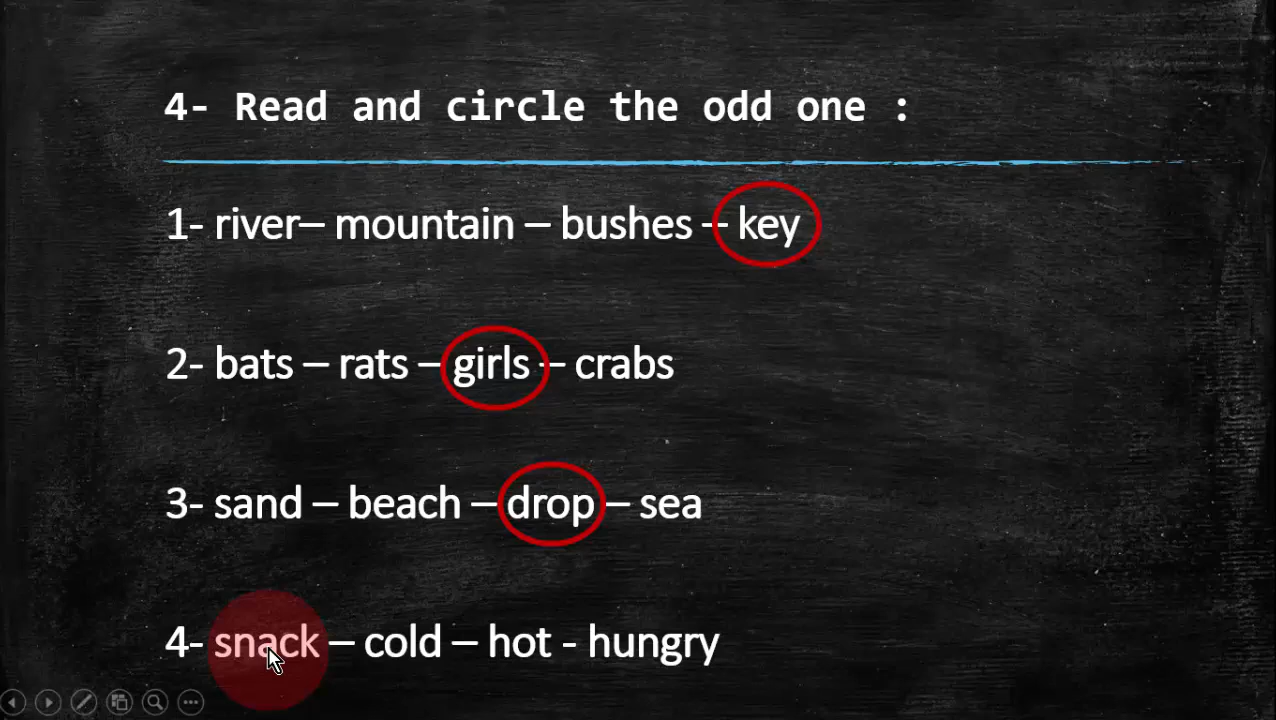 4- Read and circle the odd one :
1- river– mountain – bushes – key
2- bats – rats – girls – crabs
3- sand – beach – drop – sea
4- snack – cold – hot - hungry